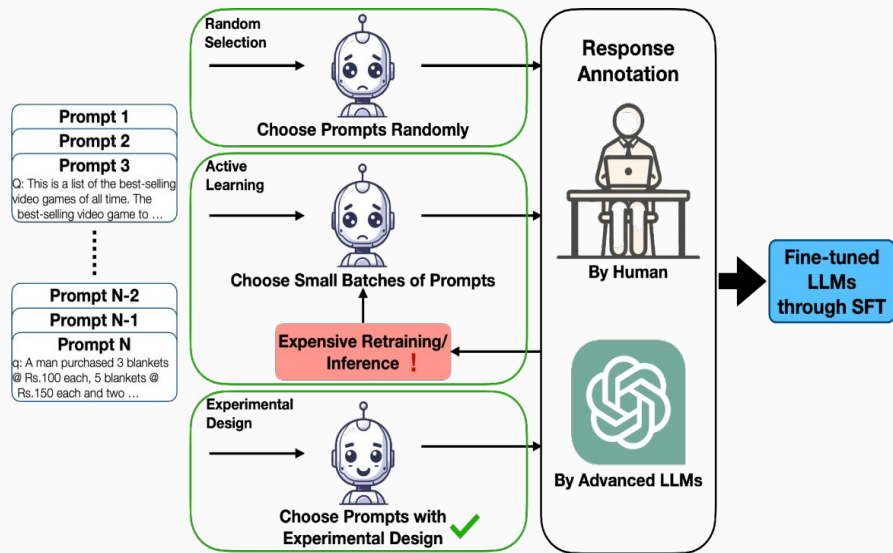 Prompt 1
Prompt 2
Prompt 3
Q: This is a list of the best-selling
video games of all time. The
best-selling video game to ...
Prompt N-2
Prompt N-1
Prompt N
q: A man purchased 3 blankets
@ Rs.100 each, 5 blankets @
Rs.150 each and two ...
Random
Selection
Choose Prompts Randomly
Active
Learning
Choose Small Batches of Prompts
Expensive Retraining/
Inference !
Experimental
Design
Choose Prompts with
Experimental Design
Response
Annotation
By Human
By Advanced LLMs
Fine-tuned
LLMs
through SFT